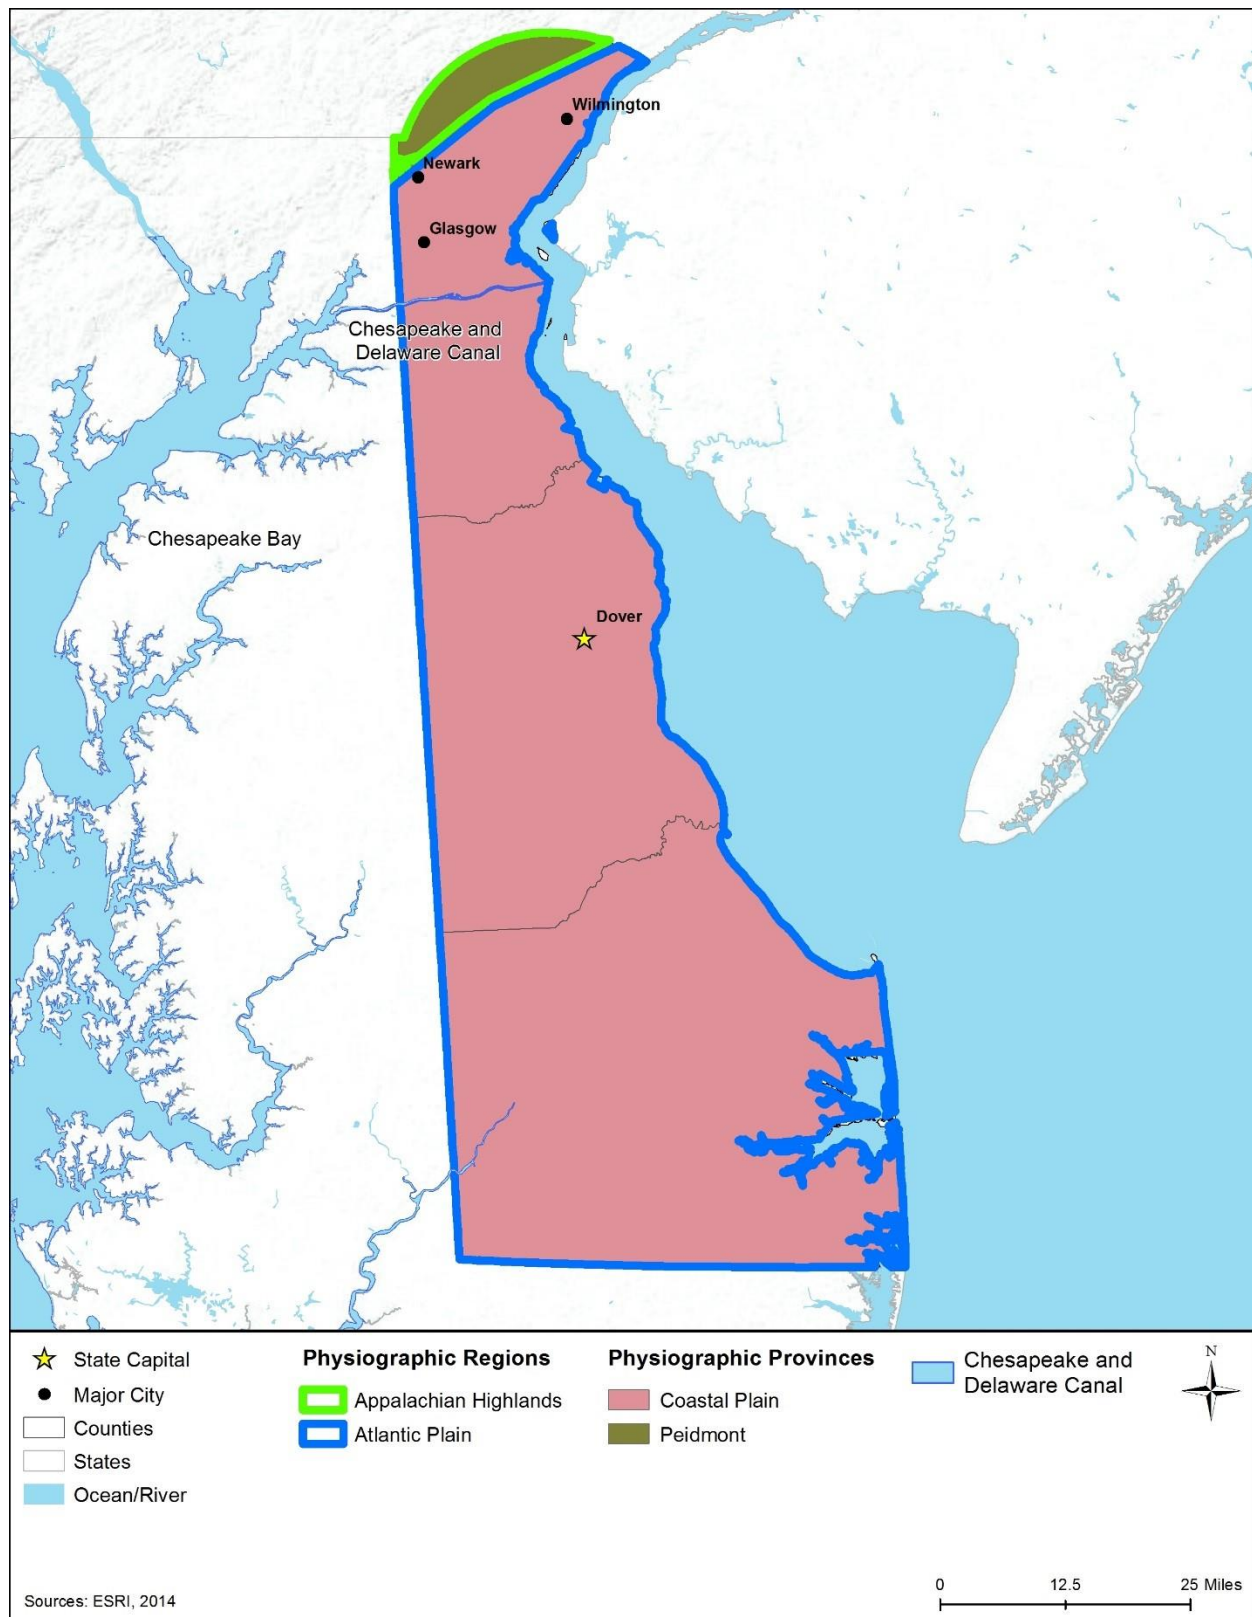 Wilmington
Newark
Glasgow
Chesapeake and
Delaware Canal
Chesapeake Bay
Dover
State Capital
Major City
Counties
States
Ocean/River
Physiographic Regions
Appalachian Highlands
Atlantic Plain
Physiographic Provinces
Coastal Plain
Peidmont
Chesapeake and
Delaware Canal
N
Sources: ESRI, 2014
0 12.5 25 Miles